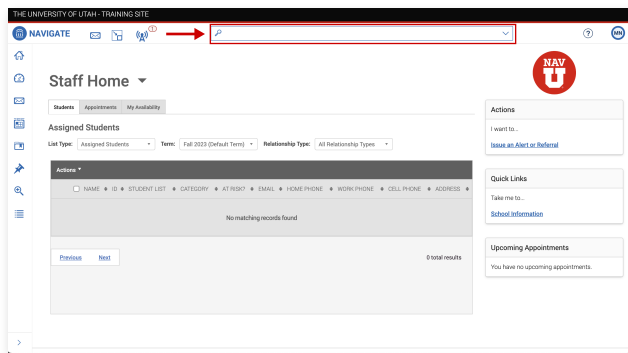 THE UNIVERSITY OF UTAH - TRAINING SITE
NAVIGATE
1
?
MN
NAV
U
Staff Home
Students Appointments My Availability
Assigned Students
List Type: Assigned Students Term: Fall 2023 (Default Term) Relationship Type: All Relationship Types
Actions
NAME ID STUDENT LIST CATEGORY AT RISK? EMAIL HOME PHONE WORK PHONE CELL PHONE ADDRESS
No matching records found
Previous Next 0 total results
Actions
I want to...
Issue an Alert or Referral
Quick Links
Take me to...
School Information
Upcoming Appointments
You have no upcoming appointments.